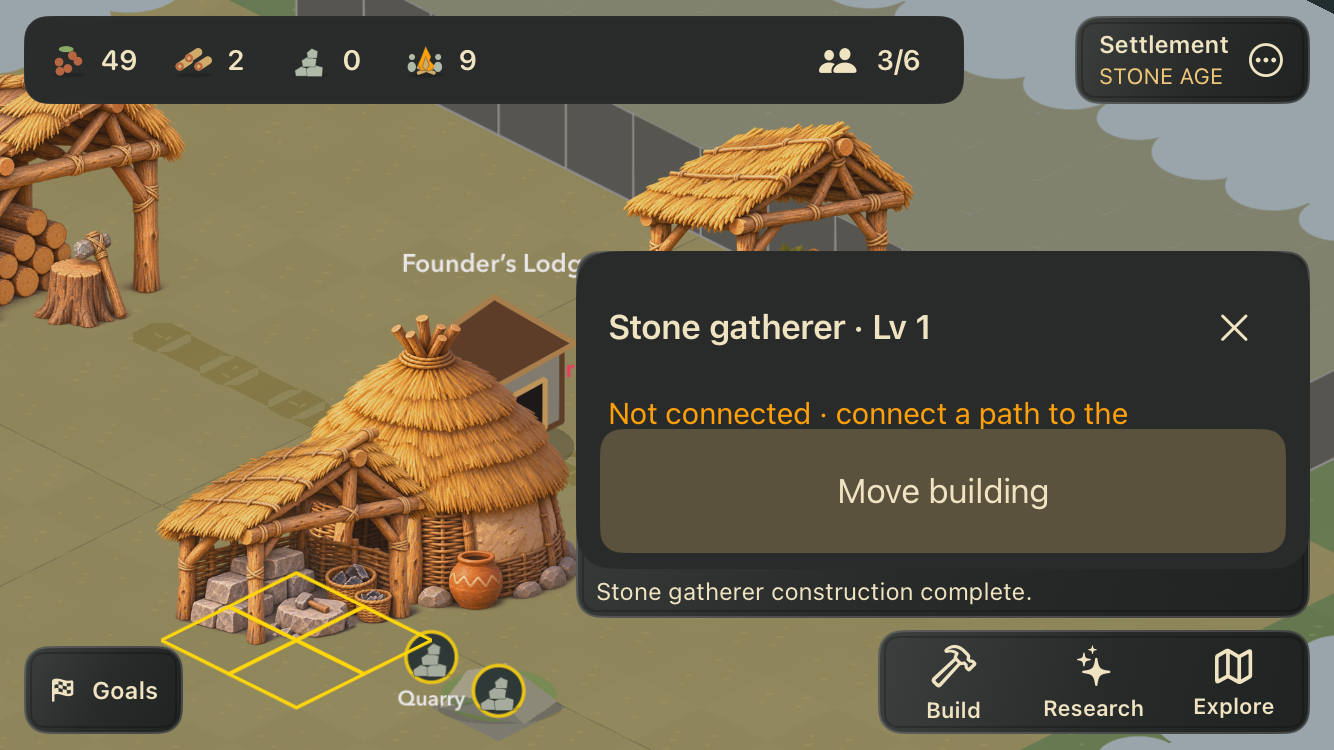 49
2
0
9
3/6
Settlement
STONE AGE
Founder's Lodg
Stone gatherer · Lv 1
Not connected · connect a path to the
Move building
Stone gatherer construction complete.
Quarry
Goals
Build
Research
Explore